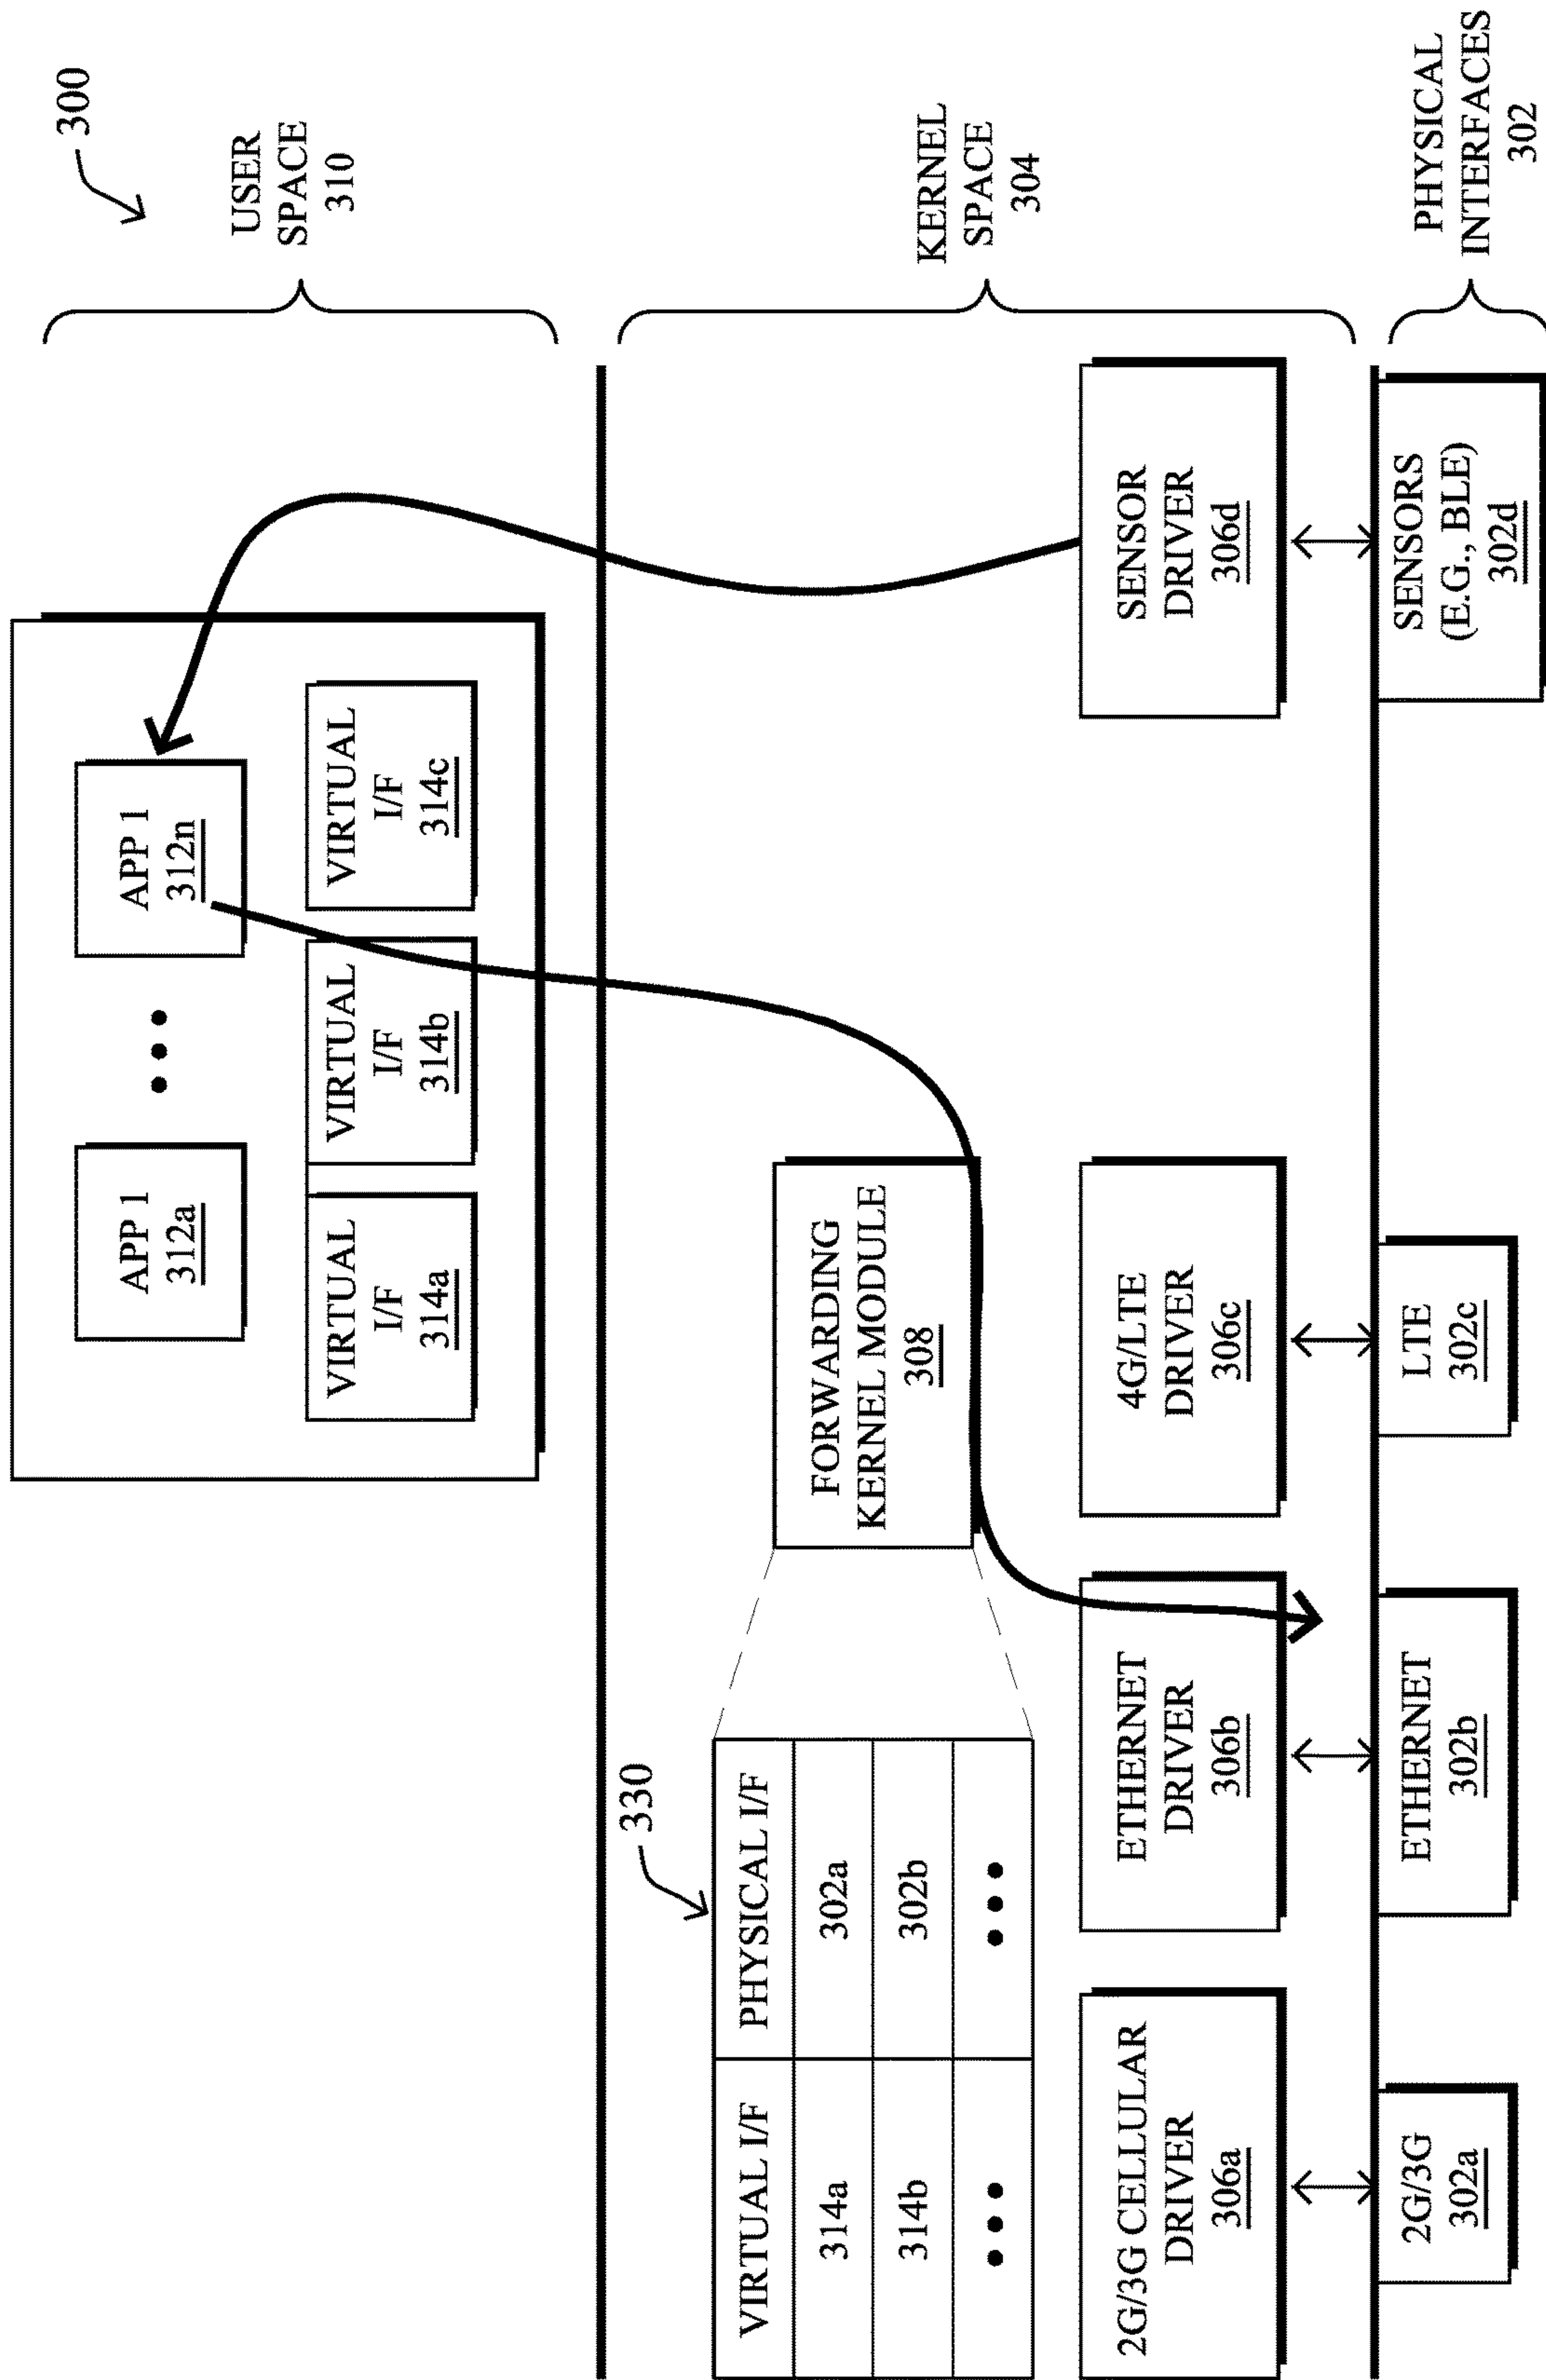 300
USER
SPACE
310
APP 1
312a
APP 1
312n
VIRTUAL
I/F
314a
VIRTUAL
I/F
314b
VIRTUAL
I/F
314c
KERNEL
SPACE
304
330
VIRTUAL I/F
PHYSICAL I/F
314a
302a
314b
302b
FORWARDING
KERNEL MODULE
308
2G/3G CELLULAR
DRIVER
306a
ETHERNET
DRIVER
306b
4G/LTE
DRIVER
306c
SENSOR
DRIVER
306d
2G/3G
302a
ETHERNET
302b
LTE
302c
SENSORS
(E.G., BLE)
302d
PHYSICAL
INTERFACES
302